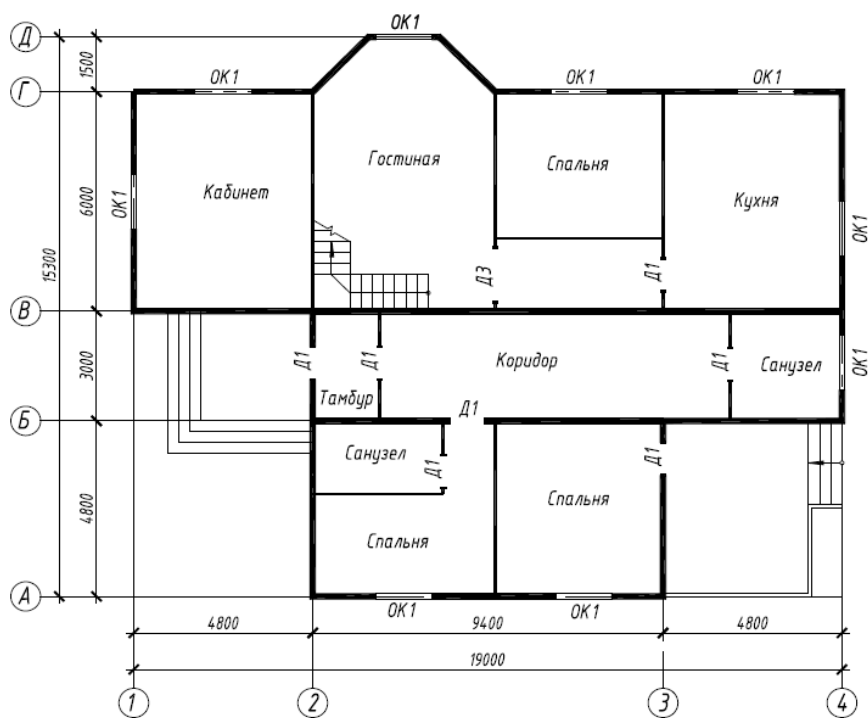 ОК1
Д
1500
ОК1
ОК1
ОК1
Г
Гостиная
Спальня
Кабинет
Кухня
ОК1
6000
ОК1
15300
Д3
Д1
В
Д1
Д1
Коридор
Д1
Санузел
ОК1
3000
Тамбур
Д1
Б
Санузел
Д1
Д1
Спальня
4800
Спальня
А
ОК1
ОК1
4800
9400
4800
19000
1
2
3
4